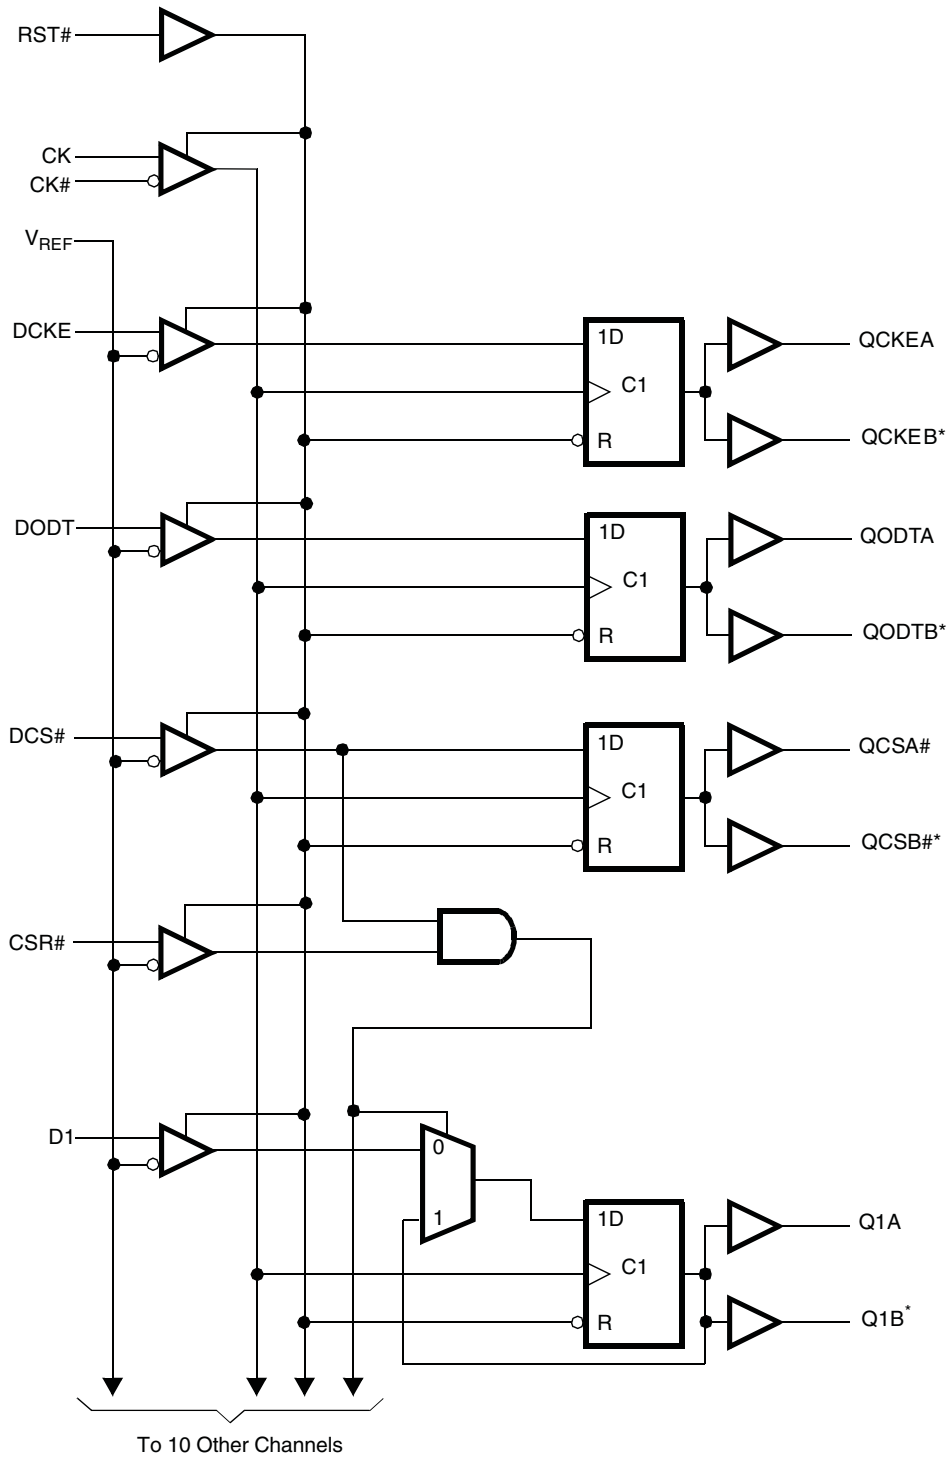 RST#
CK
CK#
VREF
DCKE
1D
C1
R
QCKEA
QCKEB*
DODT
1D
C1
R
QODTA
QODTB*
DCS#
1D
C1
R
QCSA#
QCSB#*
CSR#
D1
0
1
1D
C1
R
Q1A
Q1B*
To 10 Other Channels